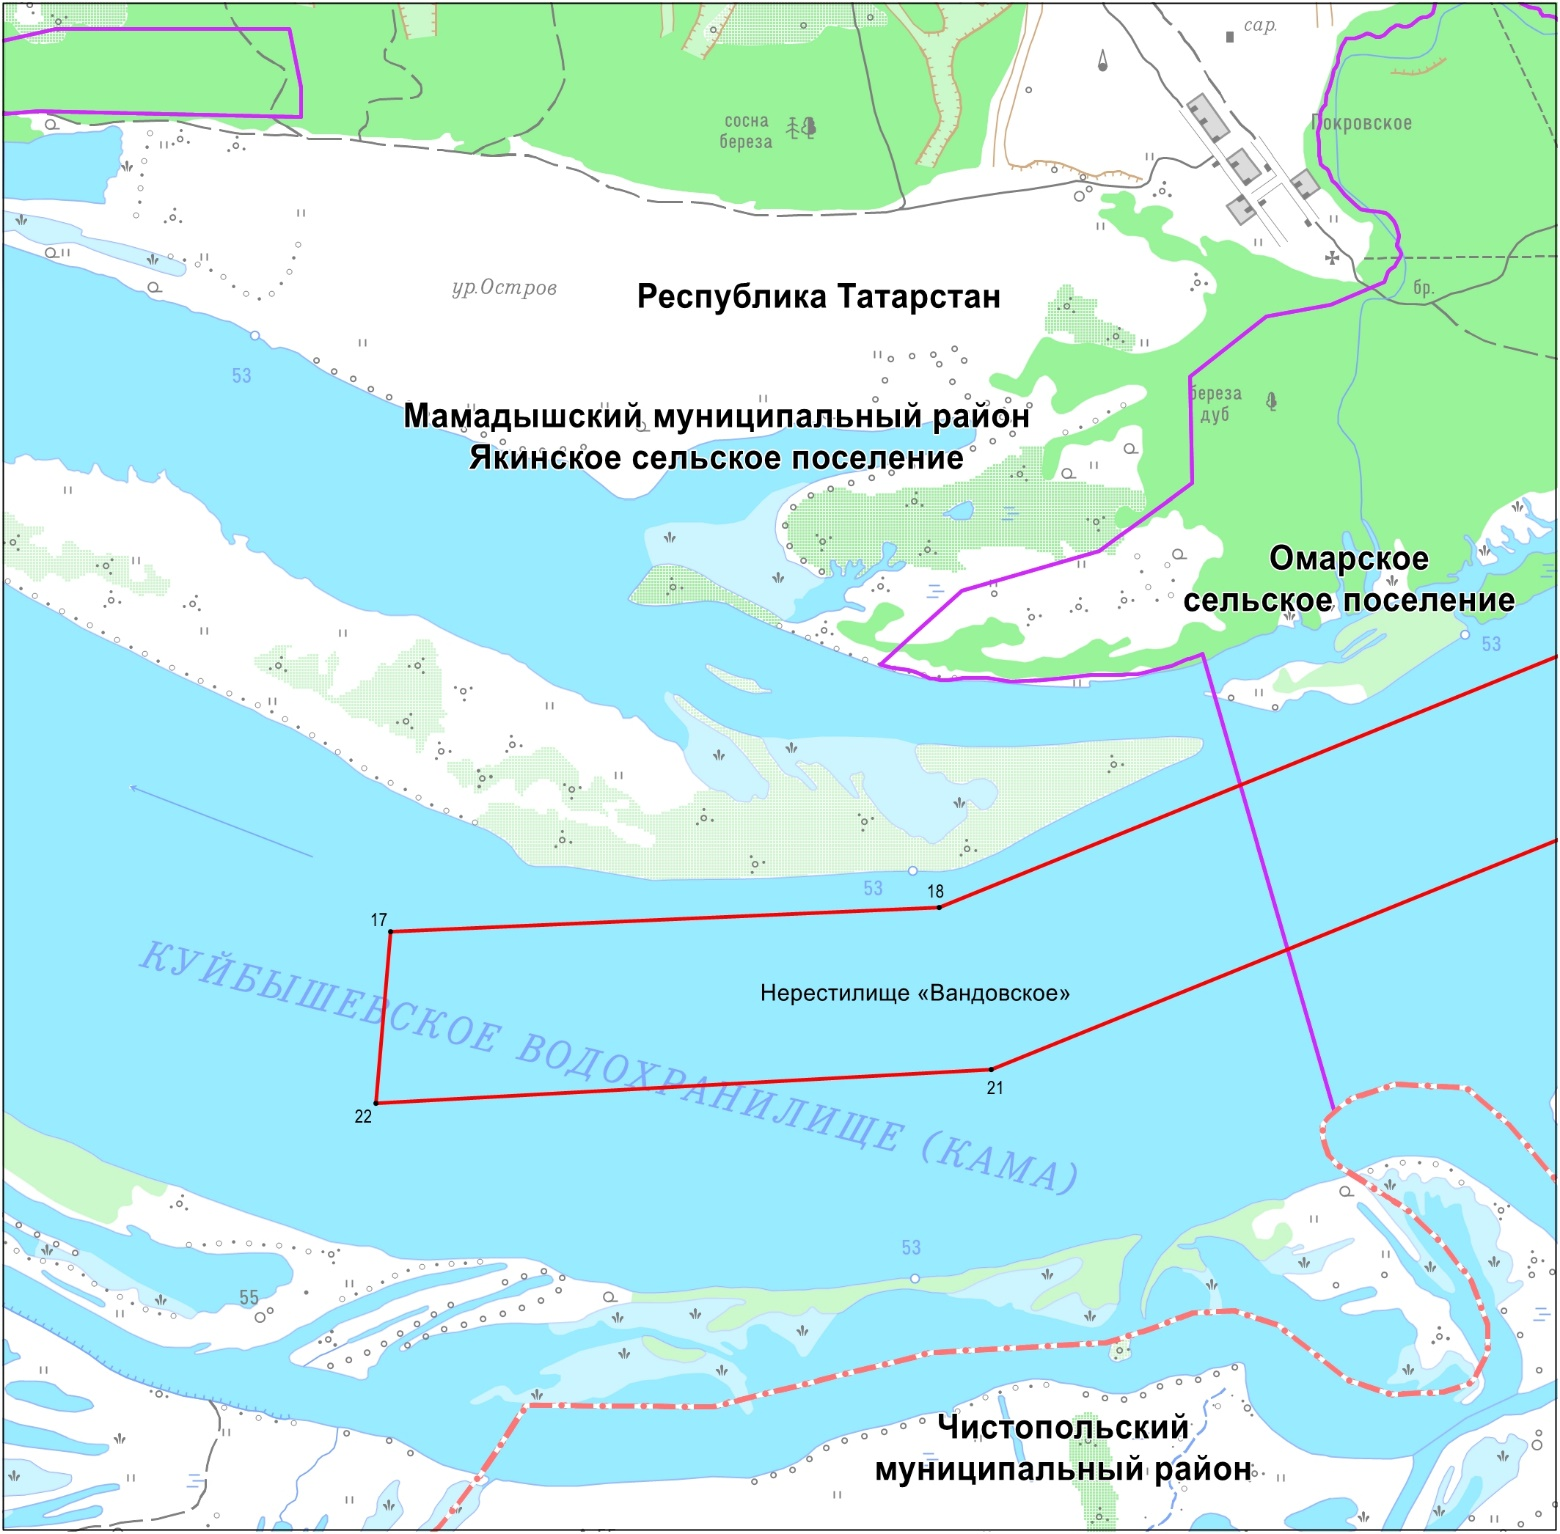 сар.
Покровское
сосна
береза
ур.Остров
Республика Татарстан
бр.
53
береза
дуб
Мамадышский муниципальный район
Якинское сельское поселение
Омарское
сельское поселение
53
53
18
17
Нерестилище «Вандовское»
КУЙБЫШЕВСКОЕ ВОДОХРАНИЛИЩЕ (КАМА)
21
22
53
55
Чистопольский
муниципальный район